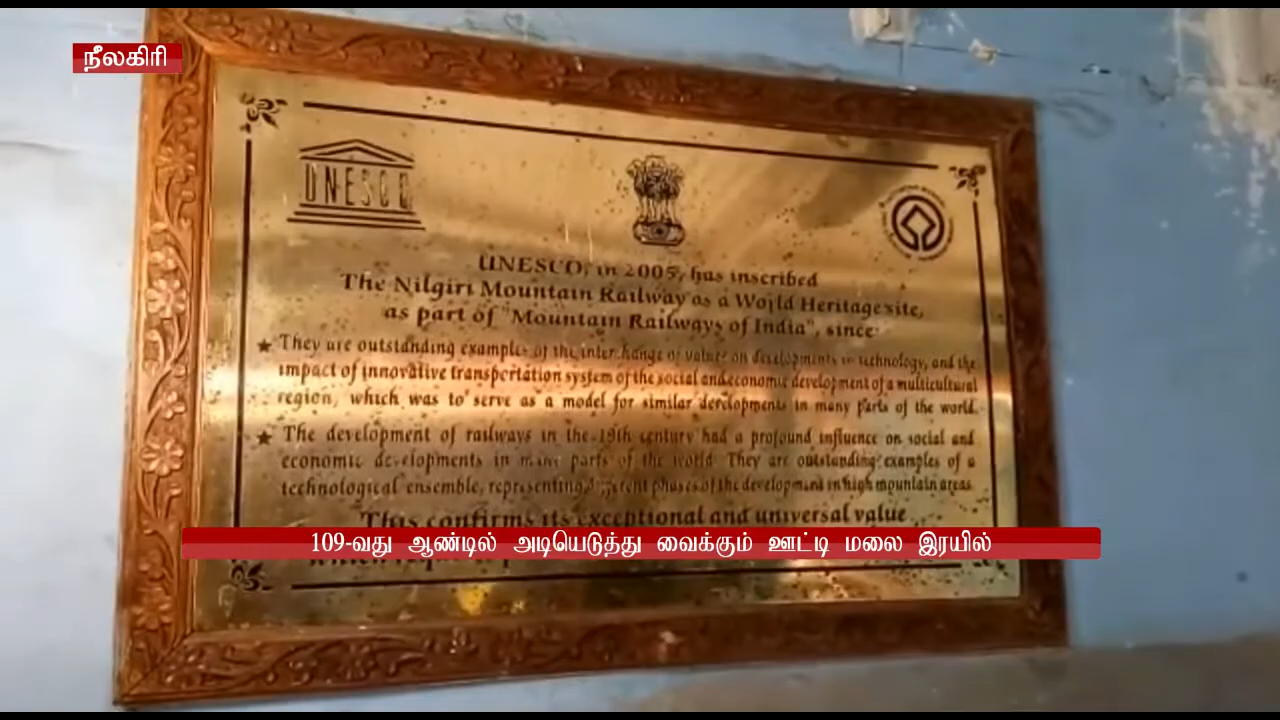 நீலகிரி
UNESCO
UNESCO, in 2005, has inscribed
The Nilgiri Mountain Railway as a World Heritage site,
as part of "Mountain Railways of India", since:
★ They are outstanding examples of the interchange of values on developments in technology, and the
impact of innovative transportation system of the social and economic development of a multicultural
region, which was to serve as a model for similar derelopments in many parts of the world.
★ The development of railways in the 19th century had a profound influence on social and
economic developments in many parts of the world. They are outstanding examples of a
technological ensemble, representing different phases of the development in high mountain areas.
This confirms its exceptional and universal value
109-வது ஆண்டில் அடியெடுத்து வைக்கும் ஊட்டி மலை இரயில்
which